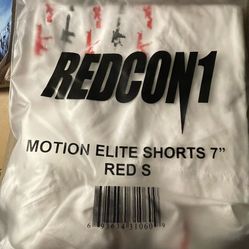 REDCON1
MOTION ELITE SHORTS 7”
RED S